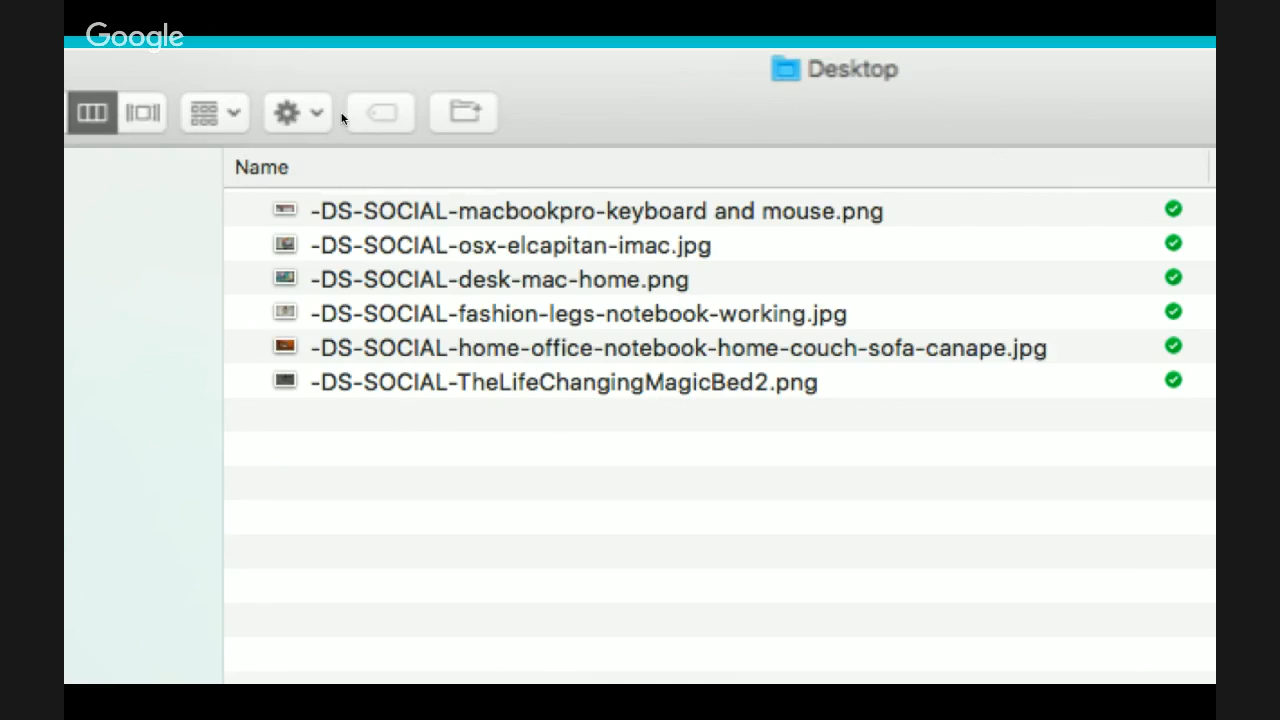 Google
Desktop
Name
-DS-SOCIAL-macbookpro-keyboard and mouse.png
-DS-SOCIAL-osx-elcapitan-imac.jpg
-DS-SOCIAL-desk-mac-home.png
-DS-SOCIAL-fashion-legs-notebook-working.jpg
-DS-SOCIAL-home-office-notebook-home-couch-sofa-canape.jpg
-DS-SOCIAL-TheLifeChangingMagicBed2.png